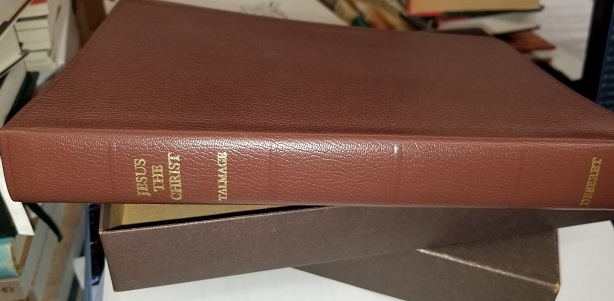 JESUS
THE
CHRIST
TALMAGE
DESERET